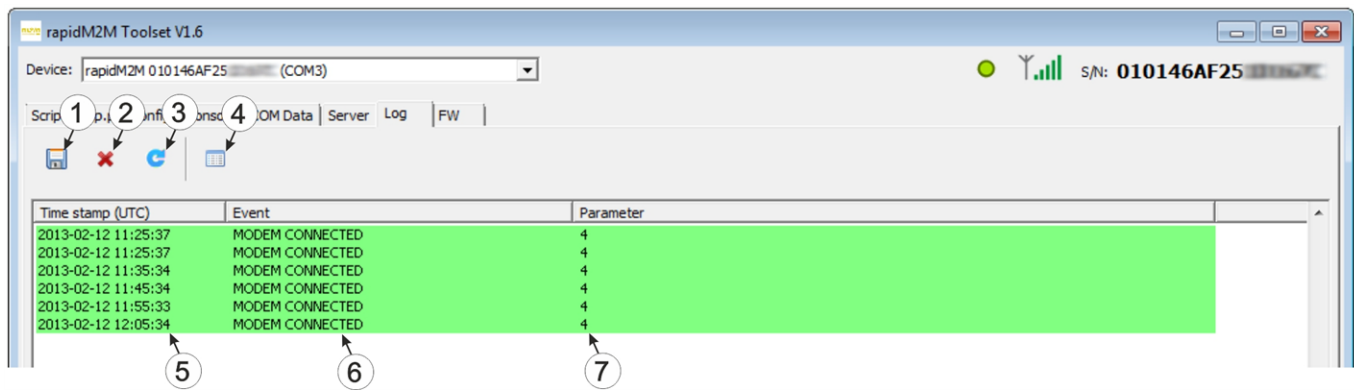 rapidM2M Toolset V1.6
Device: rapidM2M 010146AF25 (COM3)
S/N: 010146AF25
Server Log FW
1 2 3 4
Time stamp (UTC) Event Parameter
2013-02-12 11:25:37 MODEM CONNECTED 4
2013-02-12 11:25:37 MODEM CONNECTED 4
2013-02-12 11:35:34 MODEM CONNECTED 4
2013-02-12 11:45:34 MODEM CONNECTED 4
2013-02-12 11:55:33 MODEM CONNECTED 4
2013-02-12 12:05:34 MODEM CONNECTED 4
5 6 7